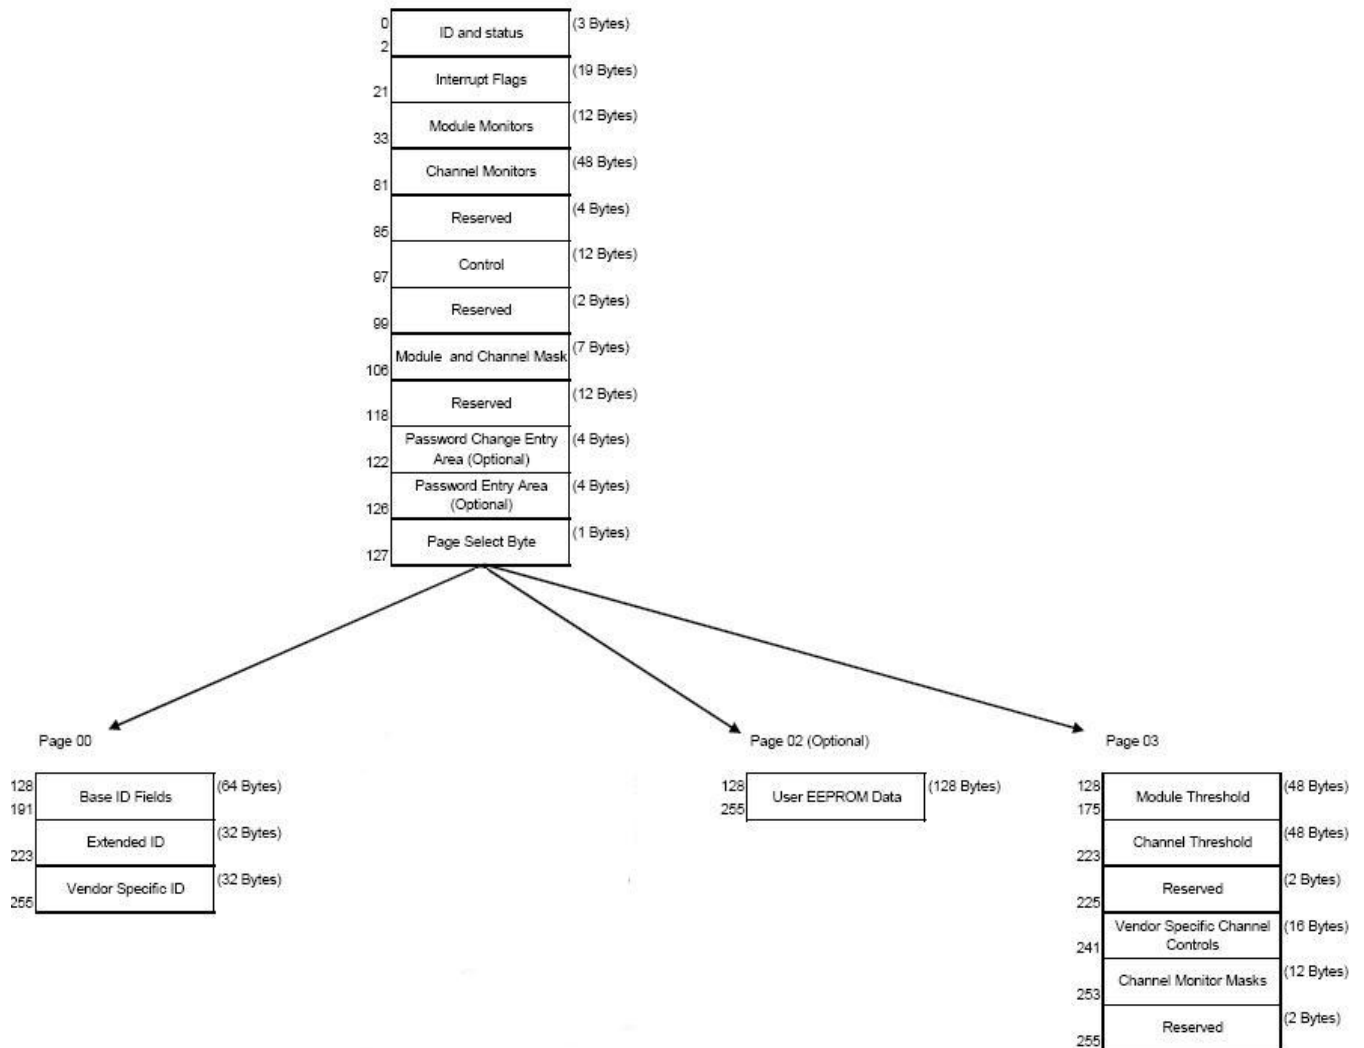 0
ID and status
(3 Bytes)
2
Interrupt Flags
(19 Bytes)
21
Module Monitors
(12 Bytes)
33
Channel Monitors
(48 Bytes)
81
Reserved
(4 Bytes)
85
Control
(12 Bytes)
97
Reserved
(2 Bytes)
99
Module and Channel Mask
(7 Bytes)
106
Reserved
(12 Bytes)
118
Password Change Entry
Area (Optional)
(4 Bytes)
122
Password Entry Area
(Optional)
(4 Bytes)
126
Page Select Byte
(1 Bytes)
127
Page 00
128
Base ID Fields
(64 Bytes)
191
Extended ID
(32 Bytes)
223
Vendor Specific ID
(32 Bytes)
255
Page 02 (Optional)
128
User EEPROM Data
(128 Bytes)
255
Page 03
128
Module Threshold
(48 Bytes)
175
Channel Threshold
(48 Bytes)
223
Reserved
(2 Bytes)
225
Vendor Specific Channel
Controls
(16 Bytes)
241
Channel Monitor Masks
(12 Bytes)
253
Reserved
(2 Bytes)
255